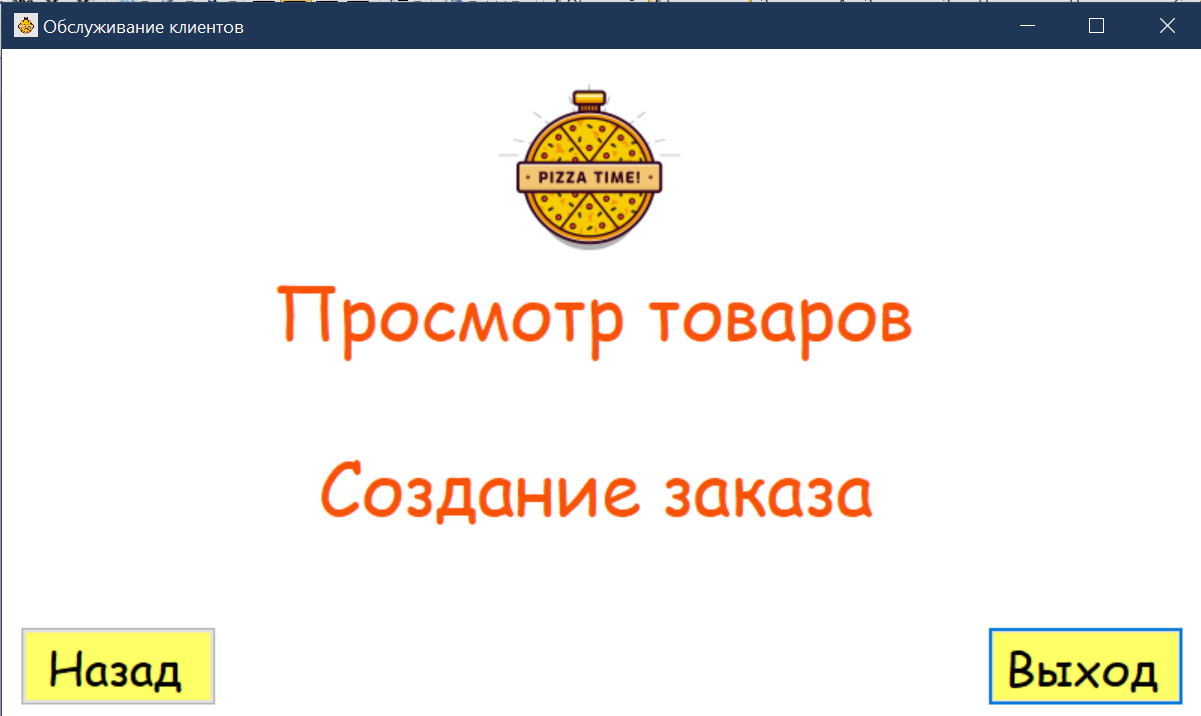 Обслуживание клиентов
PIZZA TIME!
Просмотр товаров
Создание заказа
Назад
Выход